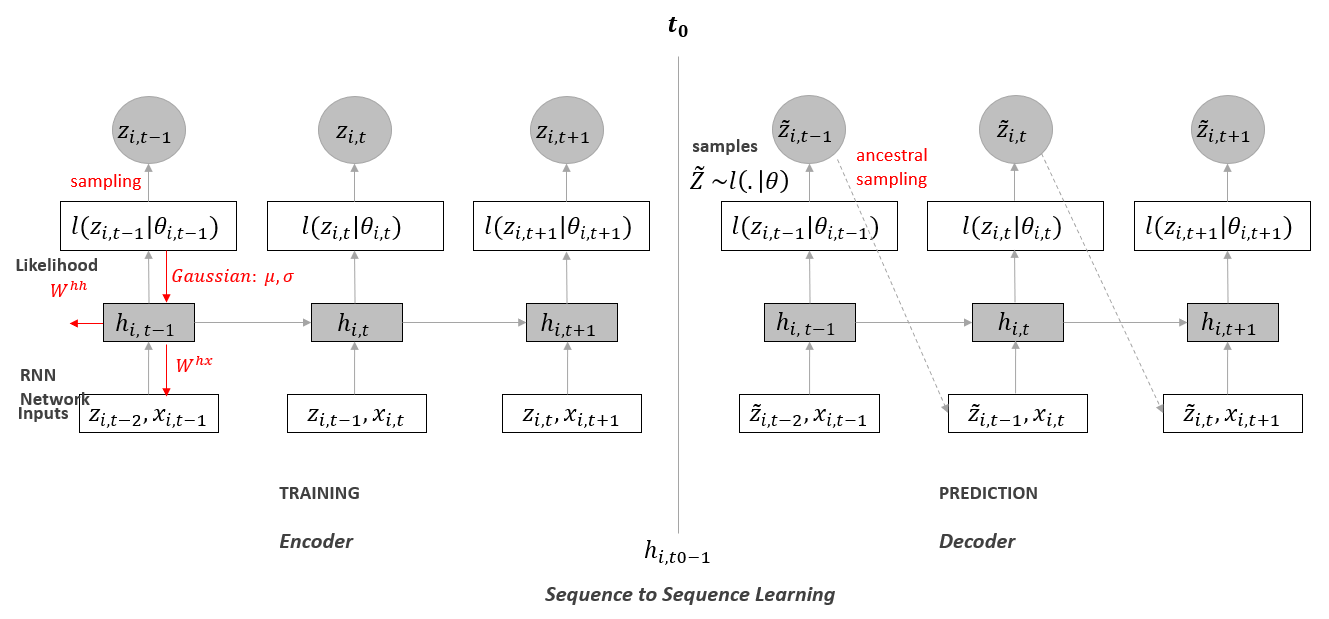 t₀
z_{i,t−1}
z_{i,t}
z_{i,t+1}
z̃_{i,t−1}
z̃_{i,t}
z̃_{i,t+1}
samples
Z̃ ~l(. |θ)
ancestral
sampling
sampling
l(z_{i,t−1}|θ_{i,t−1})
l(z_{i,t}|θ_{i,t})
l(z_{i,t+1}|θ_{i,t+1})
l(z_{i,t−1}|θ_{i,t−1})
l(z_{i,t}|θ_{i,t})
l(z_{i,t+1}|θ_{i,t+1})
Likelihood
Gaussian: μ, σ
W^{hh}
h_{i,t−1}
h_{i,t}
h_{i,t+1}
h_{i,t−1}
h_{i,t}
h_{i,t+1}
W^{hx}
RNN
Network
Inputs
z_{i,t−2}, x_{i,t−1}
z_{i,t−1}, x_{i,t}
z_{i,t}, x_{i,t+1}
z̃_{i,t−2}, x_{i,t−1}
z̃_{i,t−1}, x_{i,t}
z̃_{i,t}, x_{i,t+1}
TRAINING
PREDICTION
Encoder
Decoder
h_{i,t0−1}
Sequence to Sequence Learning